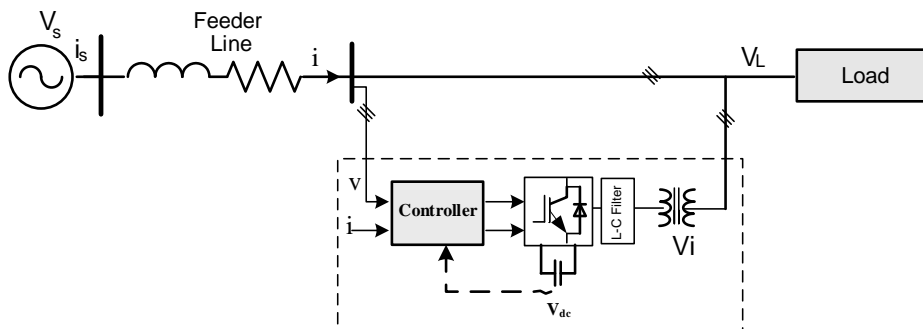 Vs
is
Feeder
Line
i
VL
Load
v
i
Controller
L-C Filter
Vi
Vdc